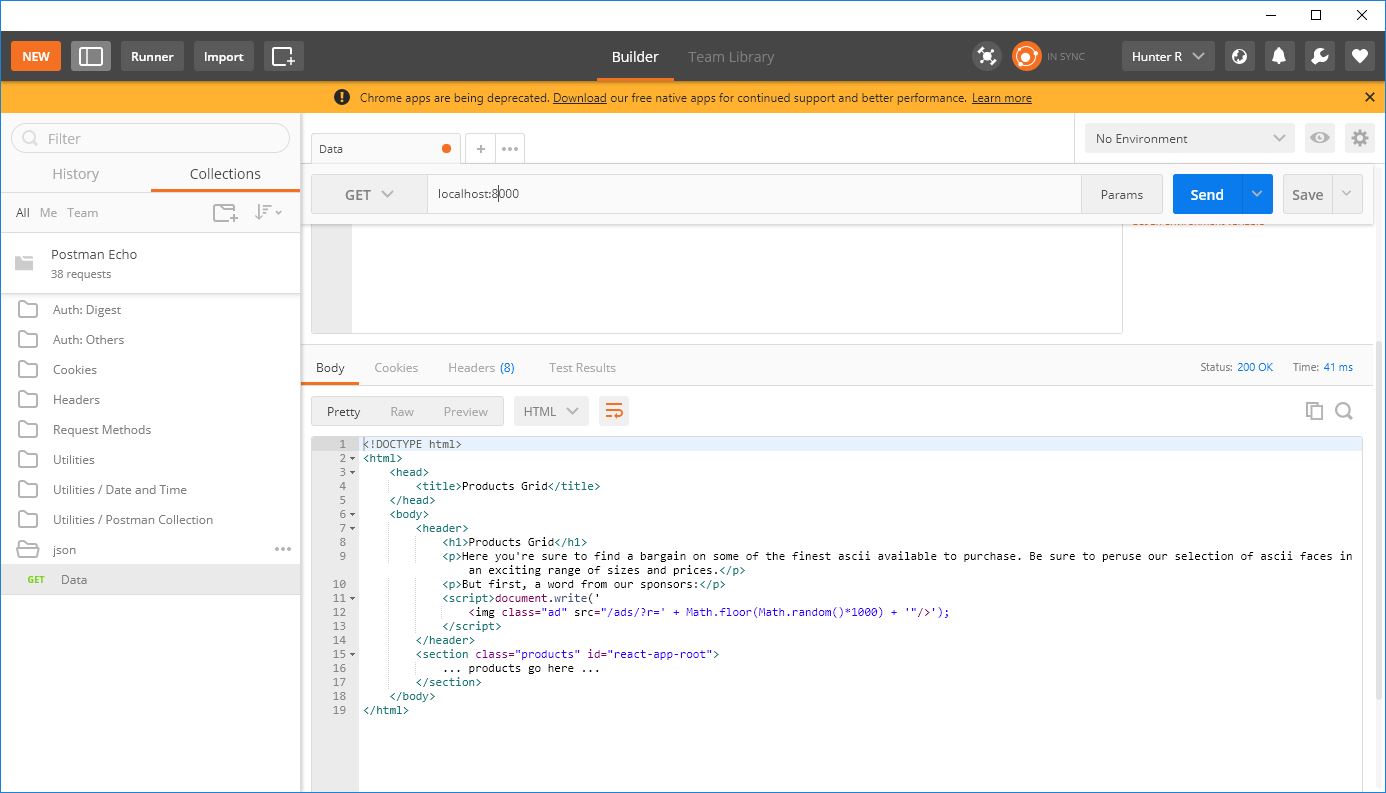 NEW Runner Import Builder Team Library IN SYNC Hunter R
Chrome apps are being deprecated. Download our free native apps for continued support and better performance. Learn more
Filter
History Collections
All Me Team
Postman Echo
38 requests
Auth: Digest
Auth: Others
Cookies
Headers
Request Methods
Utilities
Utilities / Date and Time
Utilities / Postman Collection
json
GET Data
Data
No Environment
GET localhost:8000 Params Send Save
Body Cookies Headers (8) Test Results Status: 200 OK Time: 41 ms
Pretty Raw Preview HTML
1 <!DOCTYPE html>
2 <html>
3 <head>
4 <title>Products Grid</title>
5 </head>
6 <body>
7 <header>
8 <h1>Products Grid</h1>
9 <p>Here you're sure to find a bargain on some of the finest ascii available to purchase. Be sure to peruse our selection of ascii faces in
an exciting range of sizes and prices.</p>
10 <p>But first, a word from our sponsors:</p>
11 <script>document.write('
12 <img class="ad" src="/ads/?r=' + Math.floor(Math.random()*1000) + '"/>');
13 </script>
14 </header>
15 <section class="products" id="react-app-root">
16 ... products go here ...
17 </section>
18 </body>
19 </html>